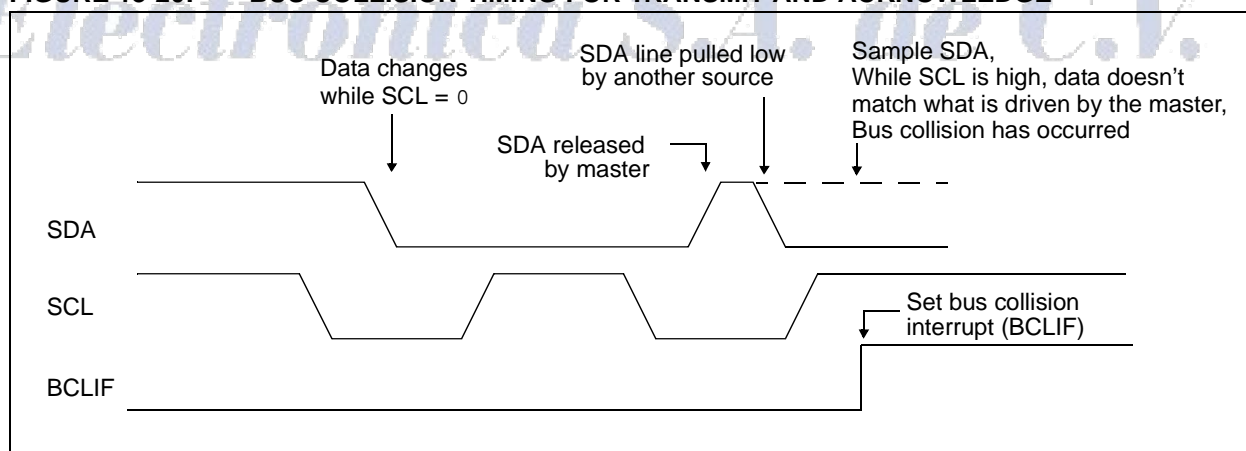 Electrónica S.A. de C.V.
Data changes
while SCL = 0
SDA line pulled low
by another source
SDA released
by master
Sample SDA,
While SCL is high, data doesn't
match what is driven by the master,
Bus collision has occurred
SDA
SCL
Set bus collision
interrupt (BCLIF)
BCLIF